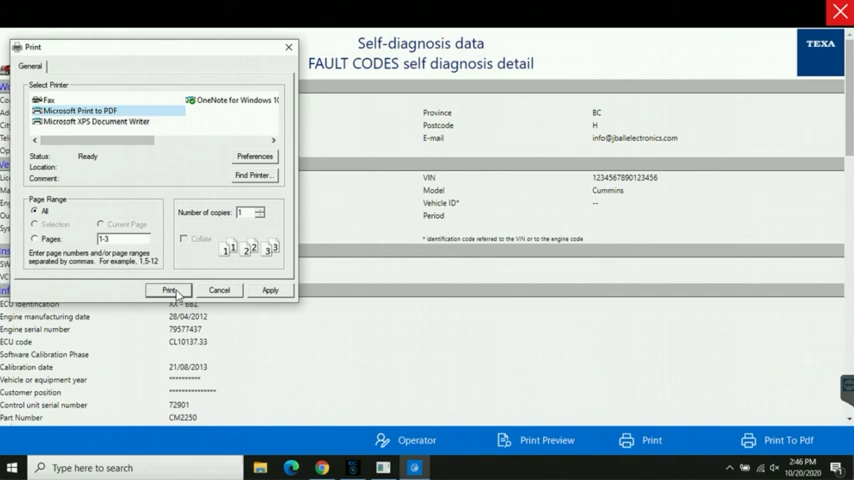 Print
General
Self-diagnosis data
FAULT CODES self diagnosis detail
TEXA
Select Printer
Fax
OneNote for Windows 10
Microsoft Print to PDF
Microsoft XPS Document Writer
Status: Ready
Location:
Comment:
Preferences
Find Printer...
Page Range
All
Selection
Current Page
Pages: 1-3
Enter page numbers and/or page ranges
separated by commas. For example, 1,5-12
Number of copies: 1
Collate
1 1 2 2 3 3
Print
Cancel
Apply
Province BC
Postcode H
E-mail info@jballelectronics.com
VIN 1234567890123456
Model Cummins
Vehicle ID* --
Period
* identification code referred to the VIN or to the engine code
ECU identification
Engine manufacturing date 28/04/2012
Engine serial number 79577437
ECU code CL10137.33
Software Calibration Phase
Calibration date 21/08/2013
Vehicle or equipment year **********
Customer position ***************
Control unit serial number 72901
Part Number CM2250
Operator
Print Preview
Print
Print To Pdf
Type here to search
2:46 PM
10/20/2020